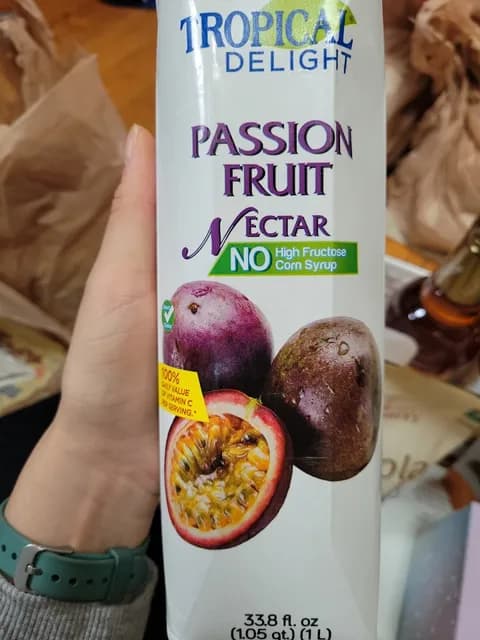 TROPICAL
DELIGHT
PASSION
FRUIT
NECTAR
NO High Fructose
Corn Syrup
100%
DAILY VALUE
OF VITAMIN C
PER SERVING.*
33.8 fl. oz
(1.05 qt.) (1 L)